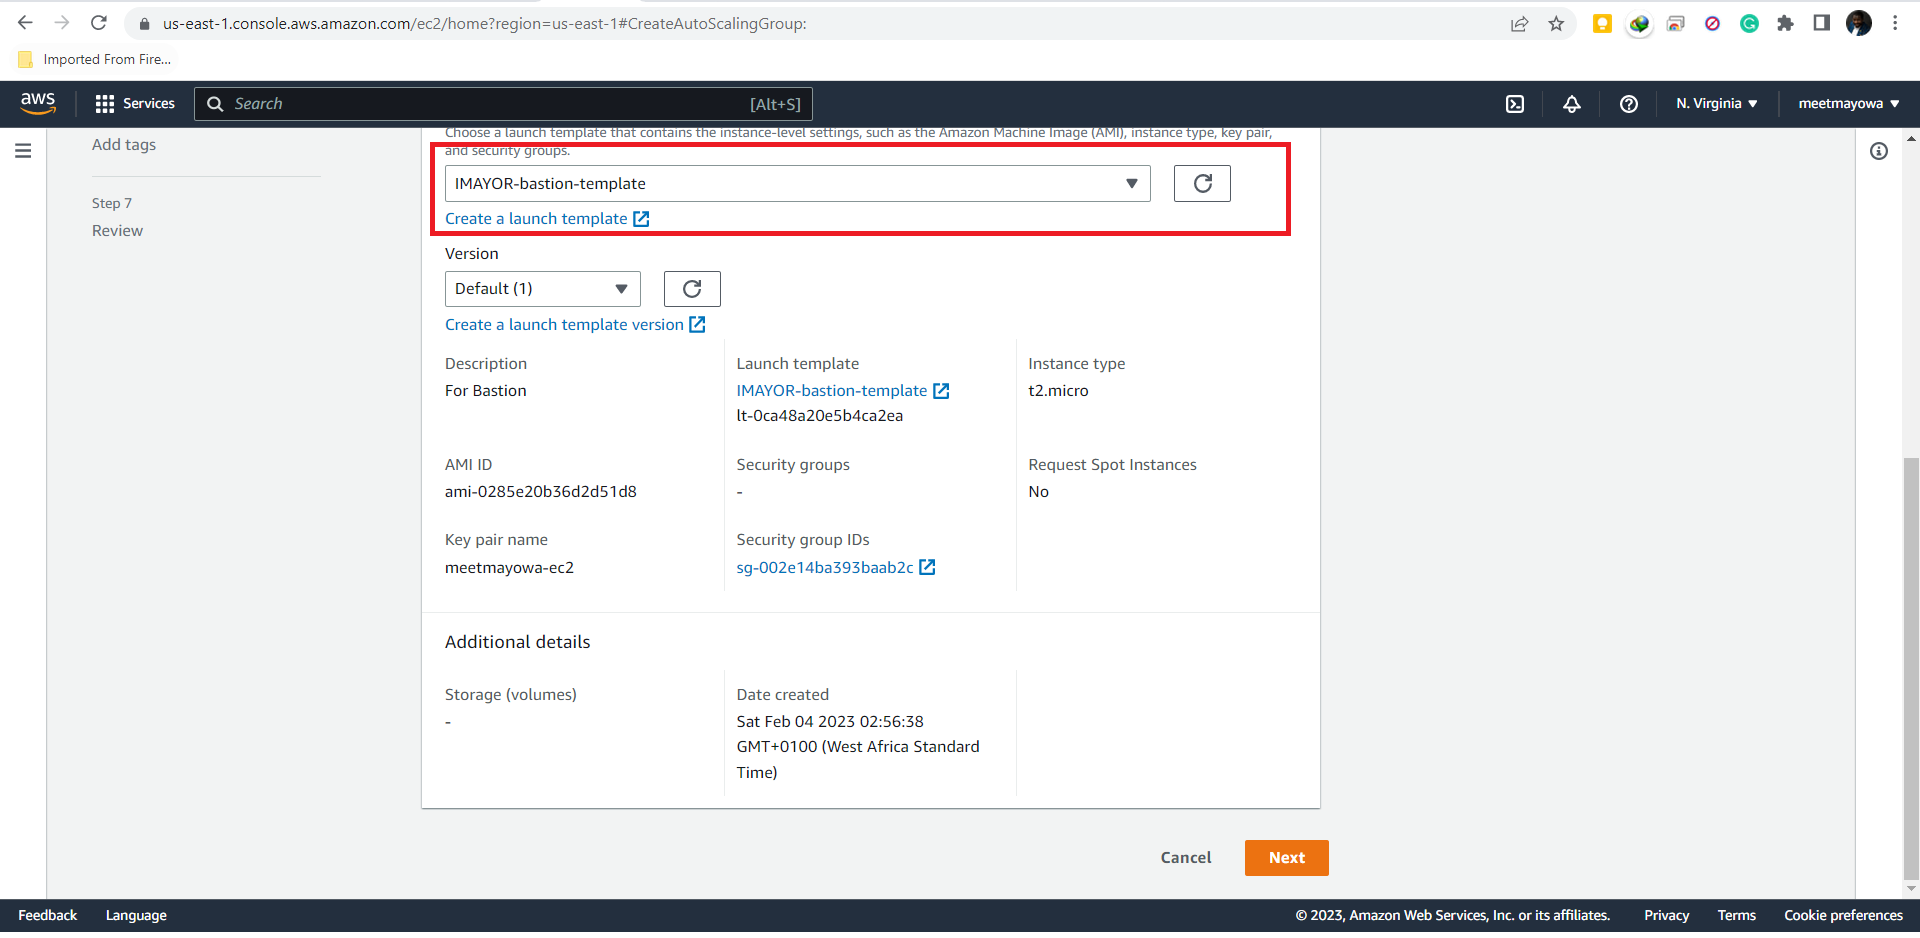 us-east-1.console.aws.amazon.com/ec2/home?region=us-east-1#CreateAutoScalingGroup:
Imported From Fire...
aws
Services
Search
[Alt+S]
N. Virginia
meetmayowa
Add tags
Step 7
Review
Choose a launch template that contains the instance-level settings, such as the Amazon Machine Image (AMI), instance type, key pair,
and security groups.
IMAYOR-bastion-template
Create a launch template
Version
Default (1)
Create a launch template version
Description
For Bastion
Launch template
IMAYOR-bastion-template
lt-0ca48a20e5b4ca2ea
Instance type
t2.micro
AMI ID
ami-0285e20b36d2d51d8
Security groups
-
Request Spot Instances
No
Key pair name
meetmayowa-ec2
Security group IDs
sg-002e14ba393baab2c
Additional details
Storage (volumes)
-
Date created
Sat Feb 04 2023 02:56:38
GMT+0100 (West Africa Standard
Time)
Cancel
Next
Feedback
Language
© 2023, Amazon Web Services, Inc. or its affiliates.
Privacy
Terms
Cookie preferences